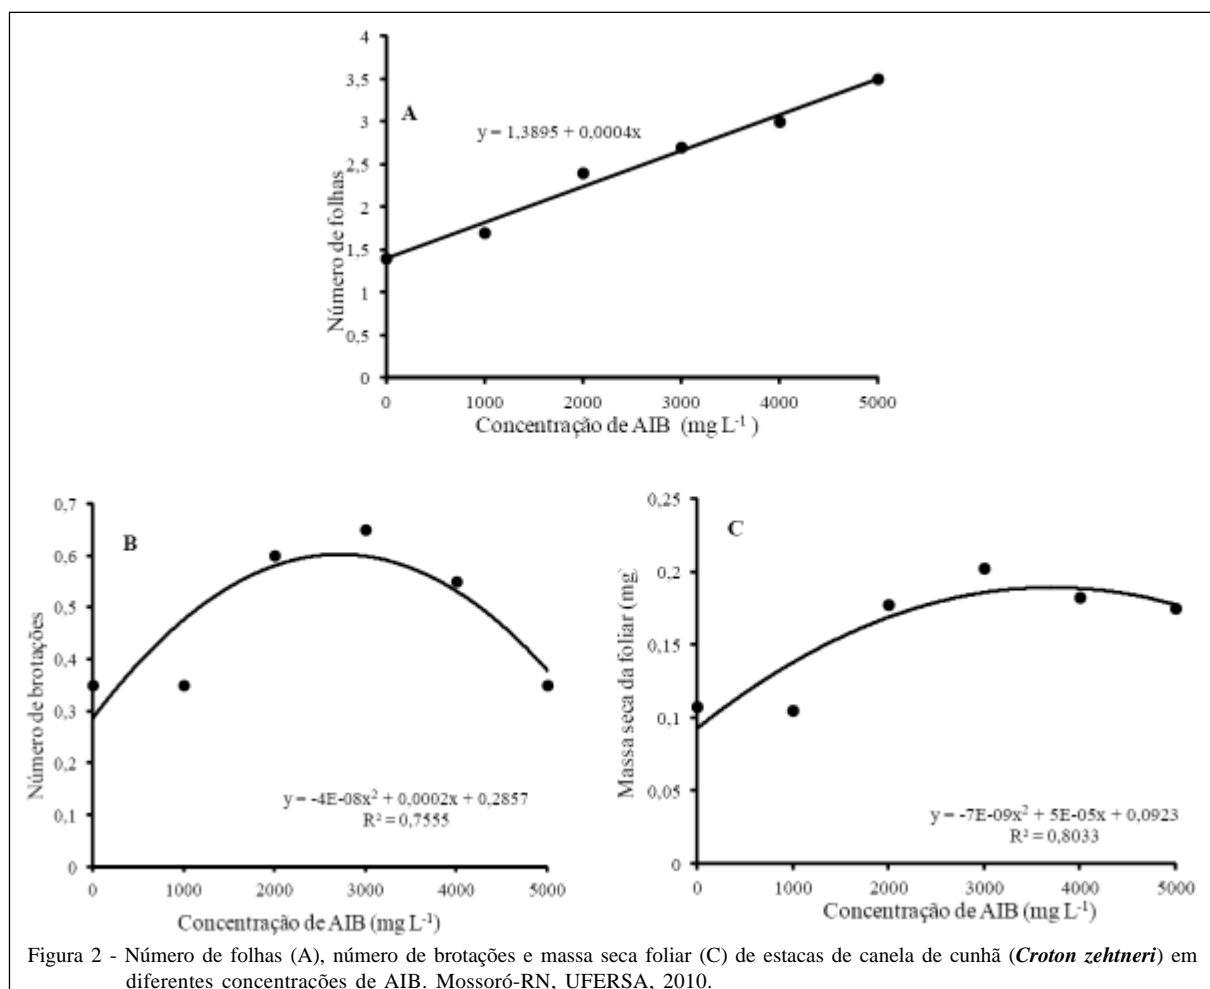 4
3,5
3
2,5
2
1,5
1
0,5
0
Número de folhas
A
y = 1,3895 + 0,0004x
0 1000 2000 3000 4000 5000
Concentração de AIB (mg L-1 )
0,7
0,6
0,5
0,4
0,3
0,2
0,1
0
Número de brotações
B
y = -4E-08x² + 0,0002x + 0,2857
R² = 0,7555
0 1000 2000 3000 4000 5000
Concentração de AIB (mg L-1)
0,25
0,2
0,15
0,1
0,05
0
Massa seca da foliar (mg)
C
y = -7E-09x² + 5E-05x + 0,0923
R² = 0,8033
0 1000 2000 3000 4000 5000
Concentração de AIB (mg L-1)
Figura 2 - Número de folhas (A), número de brotações e massa seca foliar (C) de estacas de canela de cunhã (Croton zehtneri) em
diferentes concentrações de AIB. Mossoró-RN, UFERSA, 2010.